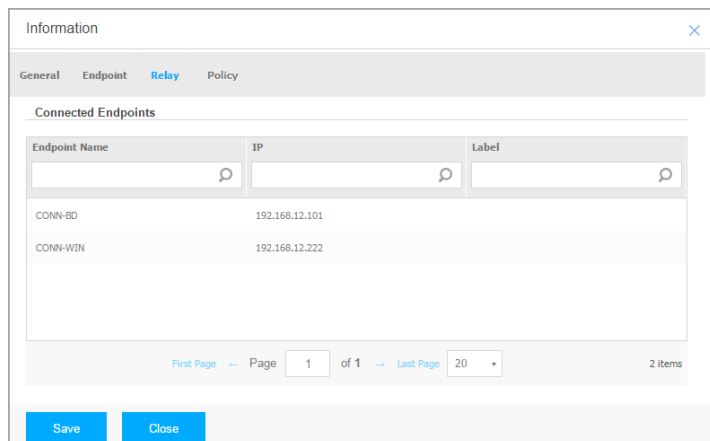 Information
General Endpoint Relay Policy
Connected Endpoints
Endpoint Name IP Label
CONN-BD 192.168.12.101
CONN-WIN 192.168.12.222
First Page ← Page 1 of 1 → Last Page 20 2 items
Save Close